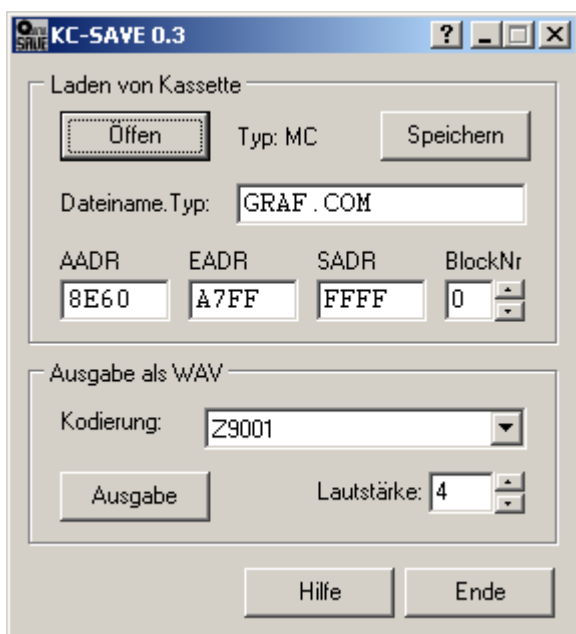 KC-SAVE 0.3
Laden von Kassette
Öffen Typ: MC Speichern
Dateiname.Typ: GRAF.COM
AADR EADR SADR BlockNr
8E60 A7FF FFFF 0
Ausgabe als WAV
Kodierung: Z9001
Ausgabe Lautstärke: 4
Hilfe Ende